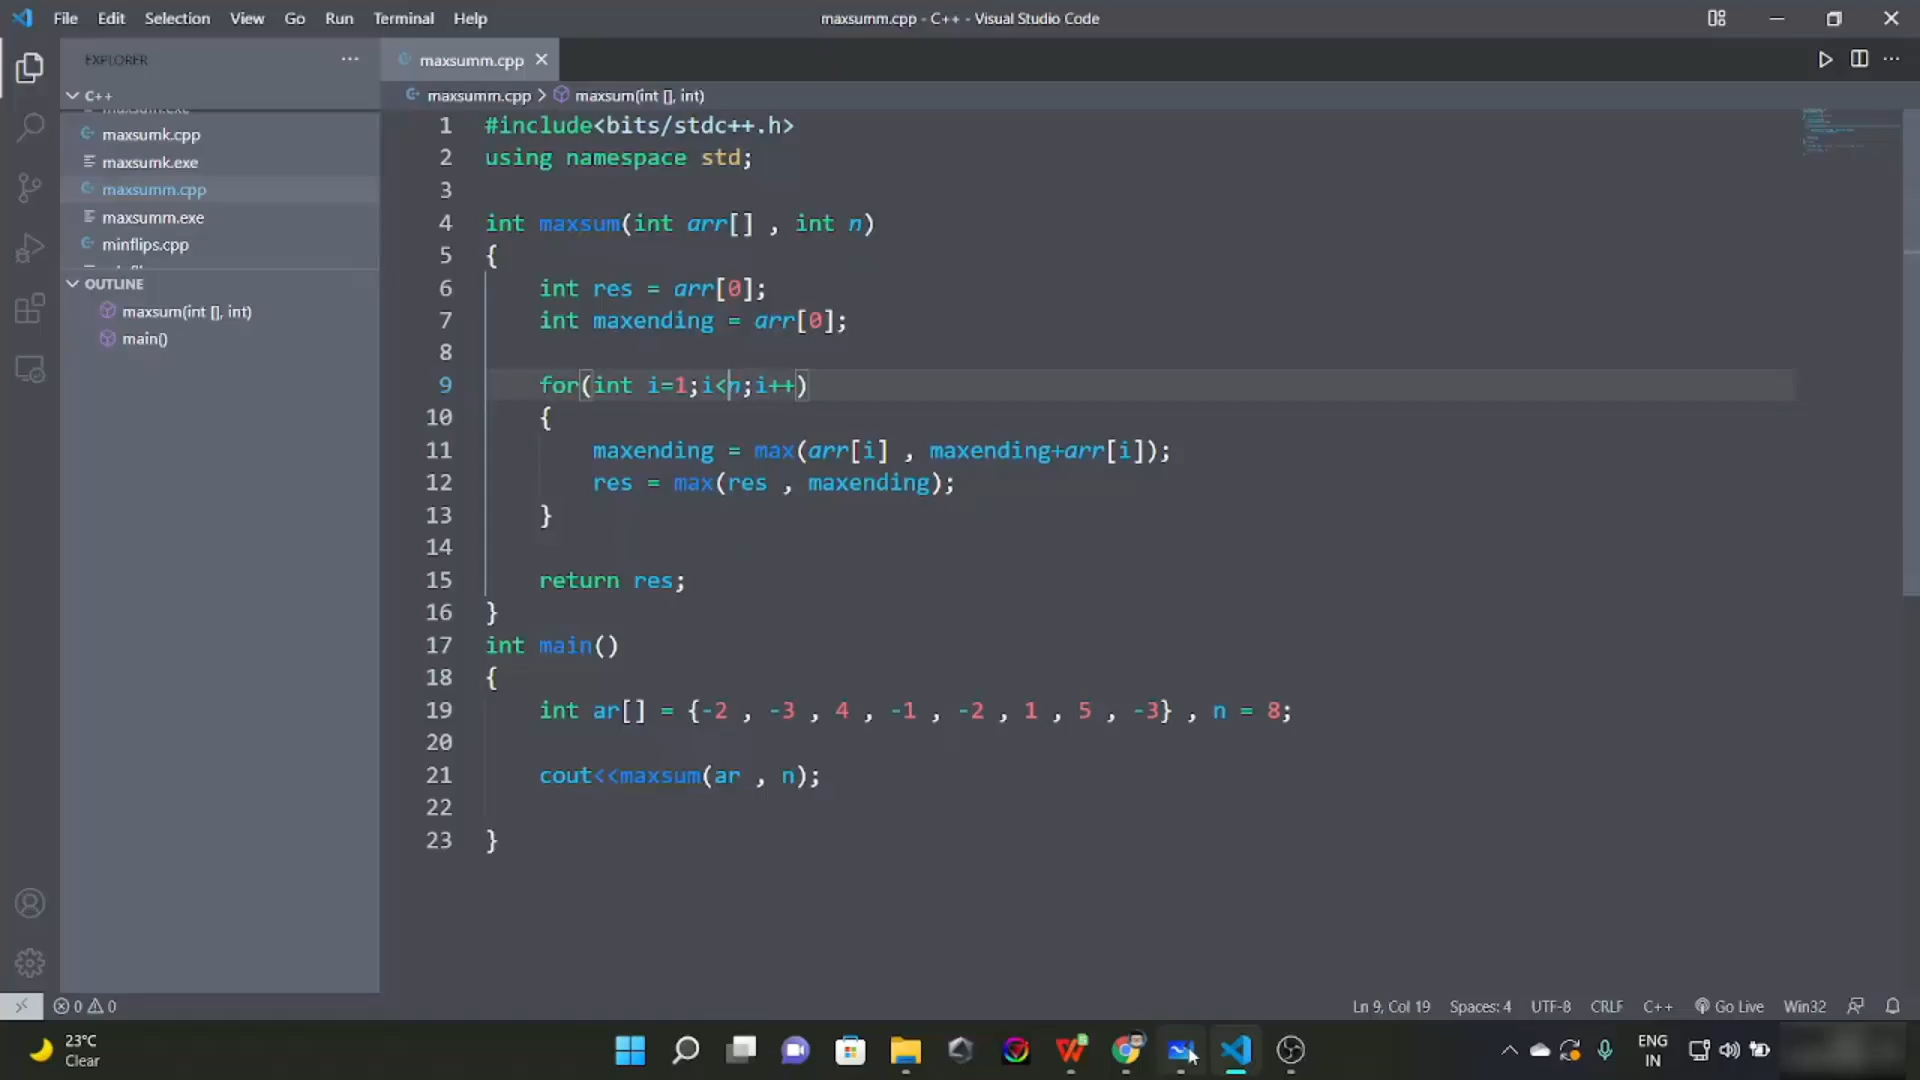 File Edit Selection View Go Run Terminal Help
maxsumm.cpp - C++ - Visual Studio Code
EXPLORER
maxsumm.cpp
C++
maxsumm.cpp > maxsum(int [], int)
maxsumk.cpp
maxsumk.exe
maxsumm.cpp
maxsumm.exe
minflips.cpp
OUTLINE
maxsum(int [], int)
main()
1 #include<bits/stdc++.h>
2 using namespace std;
3
4 int maxsum(int arr[] , int n)
5 {
6 int res = arr[0];
7 int maxending = arr[0];
8
9 for(int i=1;i<n;i++)
10 {
11 maxending = max(arr[i] , maxending+arr[i]);
12 res = max(res , maxending);
13 }
14
15 return res;
16 }
17 int main()
18 {
19 int ar[] = {-2 , -3 , 4 , -1 , -2 , 1 , 5 , -3} , n = 8;
20
21 cout<<maxsum(ar , n);
22
23 }
0 0
Ln 9, Col 19 Spaces: 4 UTF-8 CRLF C++ Go Live Win32
23°C
Clear
ENG
IN